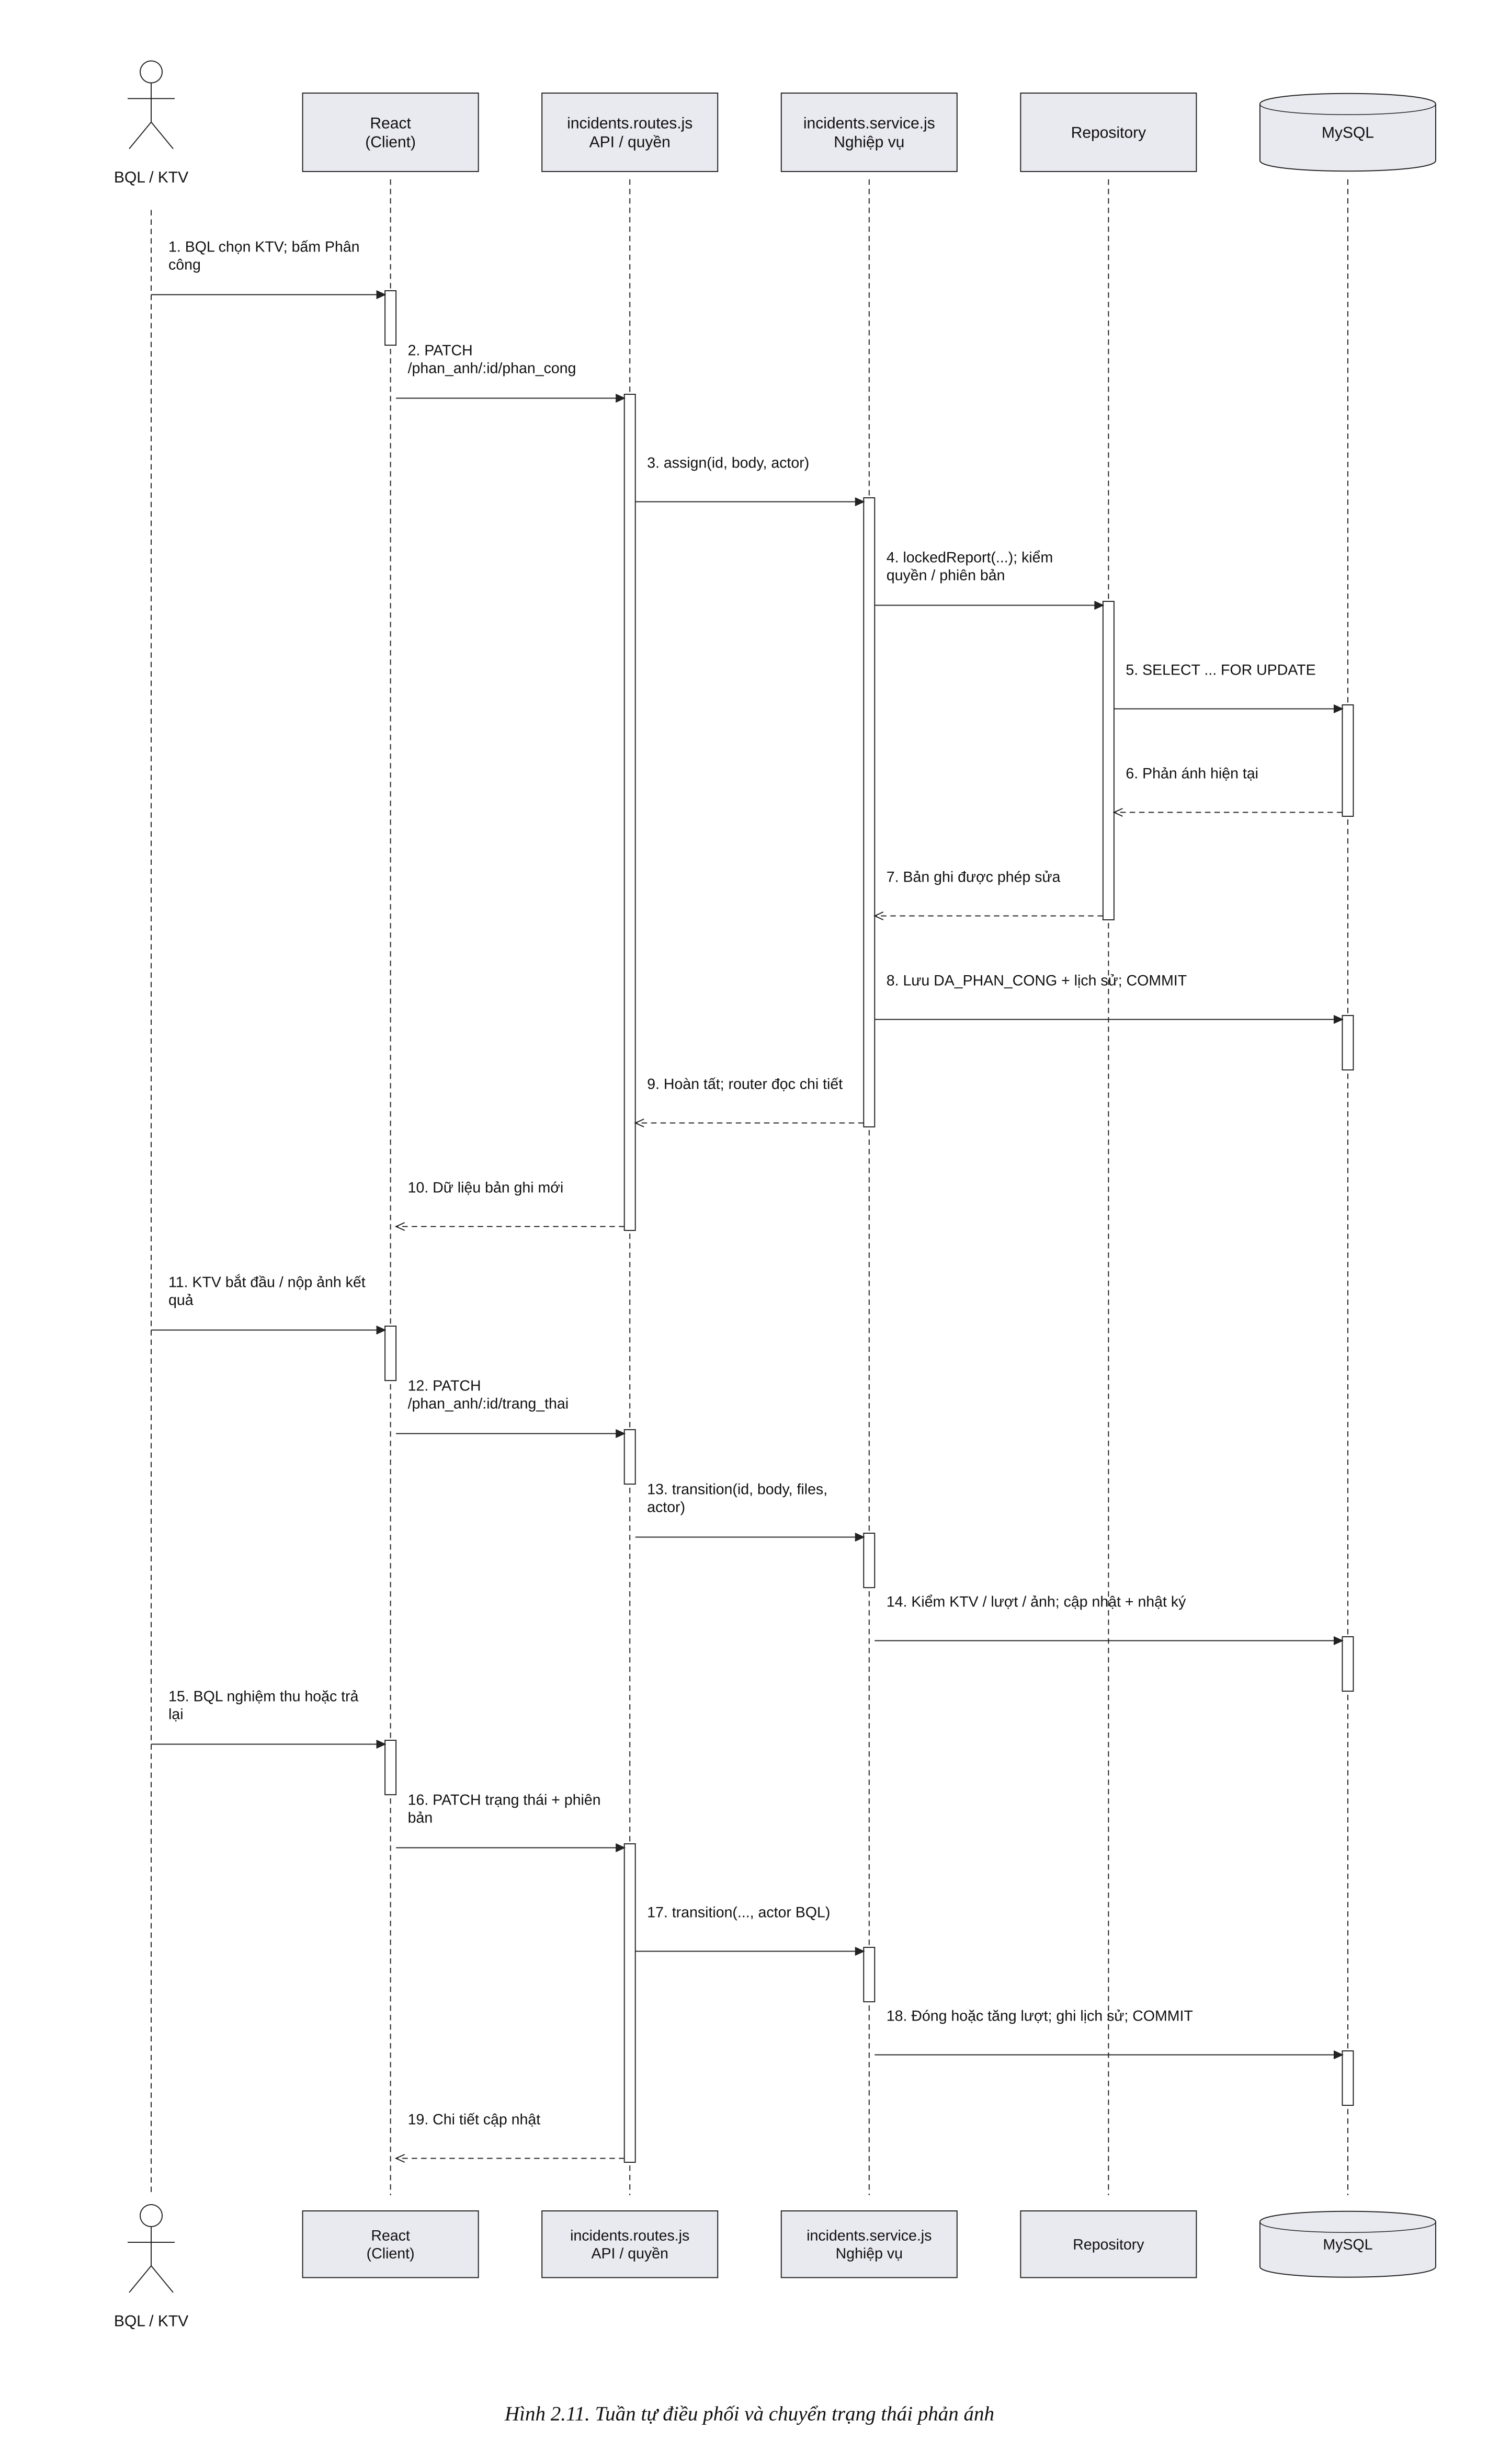 BQL / KTV
React
(Client)
incidents.routes.js
API / quyền
incidents.service.js
Nghiệp vụ
Repository
MySQL
1. BQL chọn KTV; bấm Phân
công
2. PATCH
/phan_anh/:id/phan_cong
3. assign(id, body, actor)
4. lockedReport(...); kiểm
quyền / phiên bản
5. SELECT ... FOR UPDATE
6. Phản ánh hiện tại
7. Bản ghi được phép sửa
8. Lưu DA_PHAN_CONG + lịch sử; COMMIT
9. Hoàn tất; router đọc chi tiết
10. Dữ liệu bản ghi mới
11. KTV bắt đầu / nộp ảnh kết
quả
12. PATCH
/phan_anh/:id/trang_thai
13. transition(id, body, files,
actor)
14. Kiểm KTV / lượt / ảnh; cập nhật + nhật ký
15. BQL nghiệm thu hoặc trả
lại
16. PATCH trạng thái + phiên
bản
17. transition(..., actor BQL)
18. Đóng hoặc tăng lượt; ghi lịch sử; COMMIT
19. Chi tiết cập nhật
React
(Client)
incidents.routes.js
API / quyền
incidents.service.js
Nghiệp vụ
Repository
MySQL
BQL / KTV
Hình 2.11. Tuần tự điều phối và chuyển trạng thái phản ánh